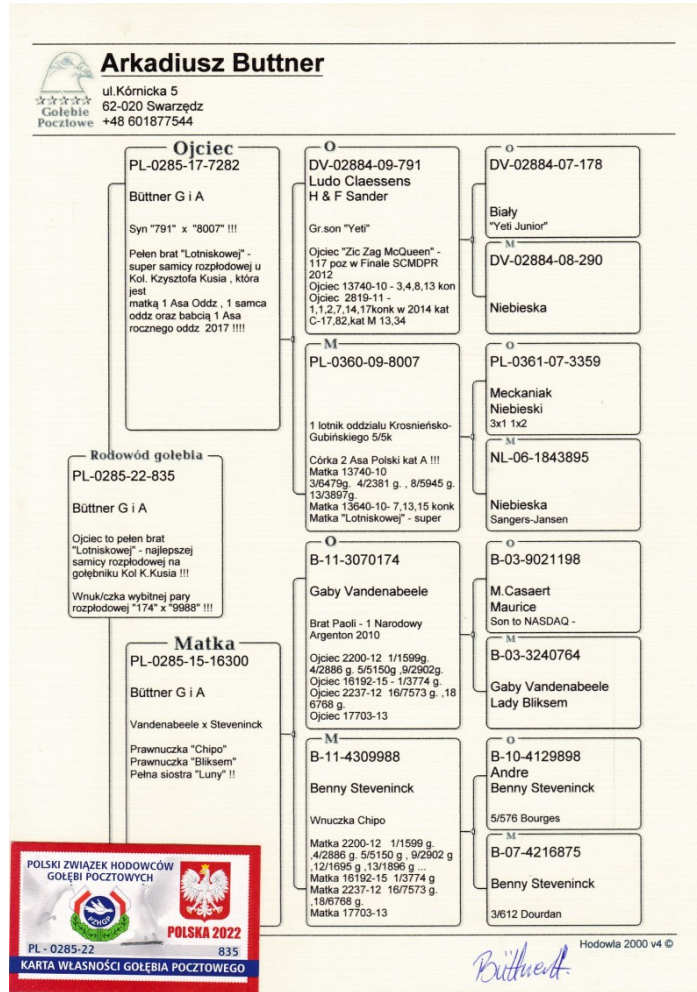 Arkadiusz Buttner
ul.Kórnicka 5
62-020 Swarzędz
+48 601877544
Gołębie
Pocztowe
Ojciec
PL-0285-17-7282
Büttner G i A
Syn "791" x "8007" !!!
Pełen brat "Lotniskowej" -
super samicy rozpłodowej u
Kol. Kzysztofa Kusia , która
jest
matką 1 Asa Oddz , 1 samca
oddz oraz babcią 1 Asa
rocznego oddz 2017 !!!!
Rodowód gołębia
PL-0285-22-835
Büttner G i A
Ojciec to pełen brat
"Lotniskowej" - najlepszej
samicy rozpłodowej na
gołębniku Kol K.Kusia !!!
Wnuk/czka wybitnej pary
rozpłodowej "174" x "9988" !!!
Matka
PL-0285-15-16300
Büttner G i A
Vandenabeele x Steveninck
Prawnuczka "Chipo"
Prawnuczka "Bliksem"
Pełna siostra "Luny" !!
O
DV-02884-09-791
Ludo Claessens
H & F Sander
Gr.son "Yeti"
Ojciec "Zic Zag McQueen" -
117 poz w Finale SCMDPR
2012
Ojciec 13740-10 - 3,4,8,13 kon
Ojciec 2819-11 -
1,1,2,7,14,17konk w 2014 kat
C-17,82,kat M 13,34
M
PL-0360-09-8007
1 lotnik oddziału Krosnieńsko-
Gubińskiego 5/5k
Córka 2 Asa Polski kat A !!!
Matka 13740-10
3/6479g. 4/2381 g. , 8/5945 g.
13/3897g.
Matka 13640-10- 7,13,15 konk
Matka "Lotniskowej" - super
O
B-11-3070174
Gaby Vandenabeele
Brat Paoli - 1 Narodowy
Argenton 2010
Ojciec 2200-12 1/1599g.
4/2886 g. 5/5150g ,9/2902g.
Ojciec 16192-15 - 1/3774 g.
Ojciec 2237-12 16/7573 g. ,18
6768 g.
Ojciec 17703-13
M
B-11-4309988
Benny Steveninck
Wnuczka Chipo
Matka 2200-12 1/1599 g.
,4/2886 g. 5/5150 g , 9/2902 g
,12/1695 g ,13/1896 g ...
Matka 16192-15 1/3774 g
Matka 2237-12 16/7573 g.
,18/6768 g.
Matka 17703-13
O
DV-02884-07-178
Biały
"Yeti Junior"
M
DV-02884-08-290
Niebieska
O
PL-0361-07-3359
Meckaniak
Niebieski
3x1 1x2
M
NL-06-1843895
Niebieska
Sangers-Jansen
O
B-03-9021198
M.Casaert
Maurice
Son to NASDAQ -
M
B-03-3240764
Gaby Vandenabeele
Lady Bliksem
O
B-10-4129898
Andre
Benny Steveninck
5/576 Bourges
M
B-07-4216875
Benny Steveninck
3/612 Dourdan
POLSKI ZWIĄZEK HODOWCÓW
GOŁĘBI POCZTOWYCH
PZHGP
POLSKA 2022
PL - 0285-22 835
KARTA WŁASNOŚCI GOŁĘBIA POCZTOWEGO
Hodowla 2000 v4 ©